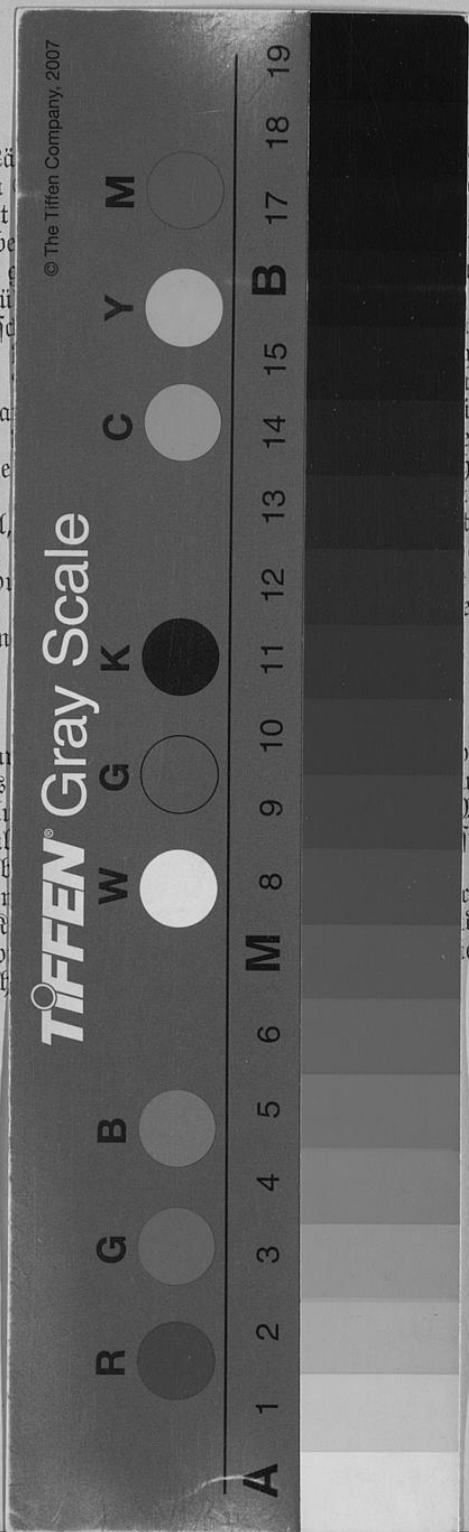 © The Tiffen Company, 2007
TIFFEN® Gray Scale
R G B W G K C Y M
A 1 2 3 4 5 6 M 8 9 10 11 12 13 14 15 B 17 18 19